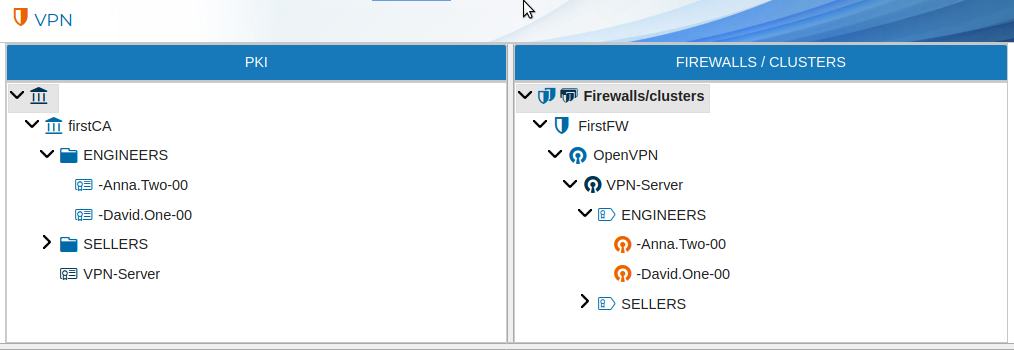 VPN
PKI
firstCA
ENGINEERS
-Anna.Two-00
-David.One-00
SELLERS
VPN-Server
FIREWALLS / CLUSTERS
Firewalls/clusters
FirstFW
OpenVPN
VPN-Server
ENGINEERS
-Anna.Two-00
-David.One-00
SELLERS